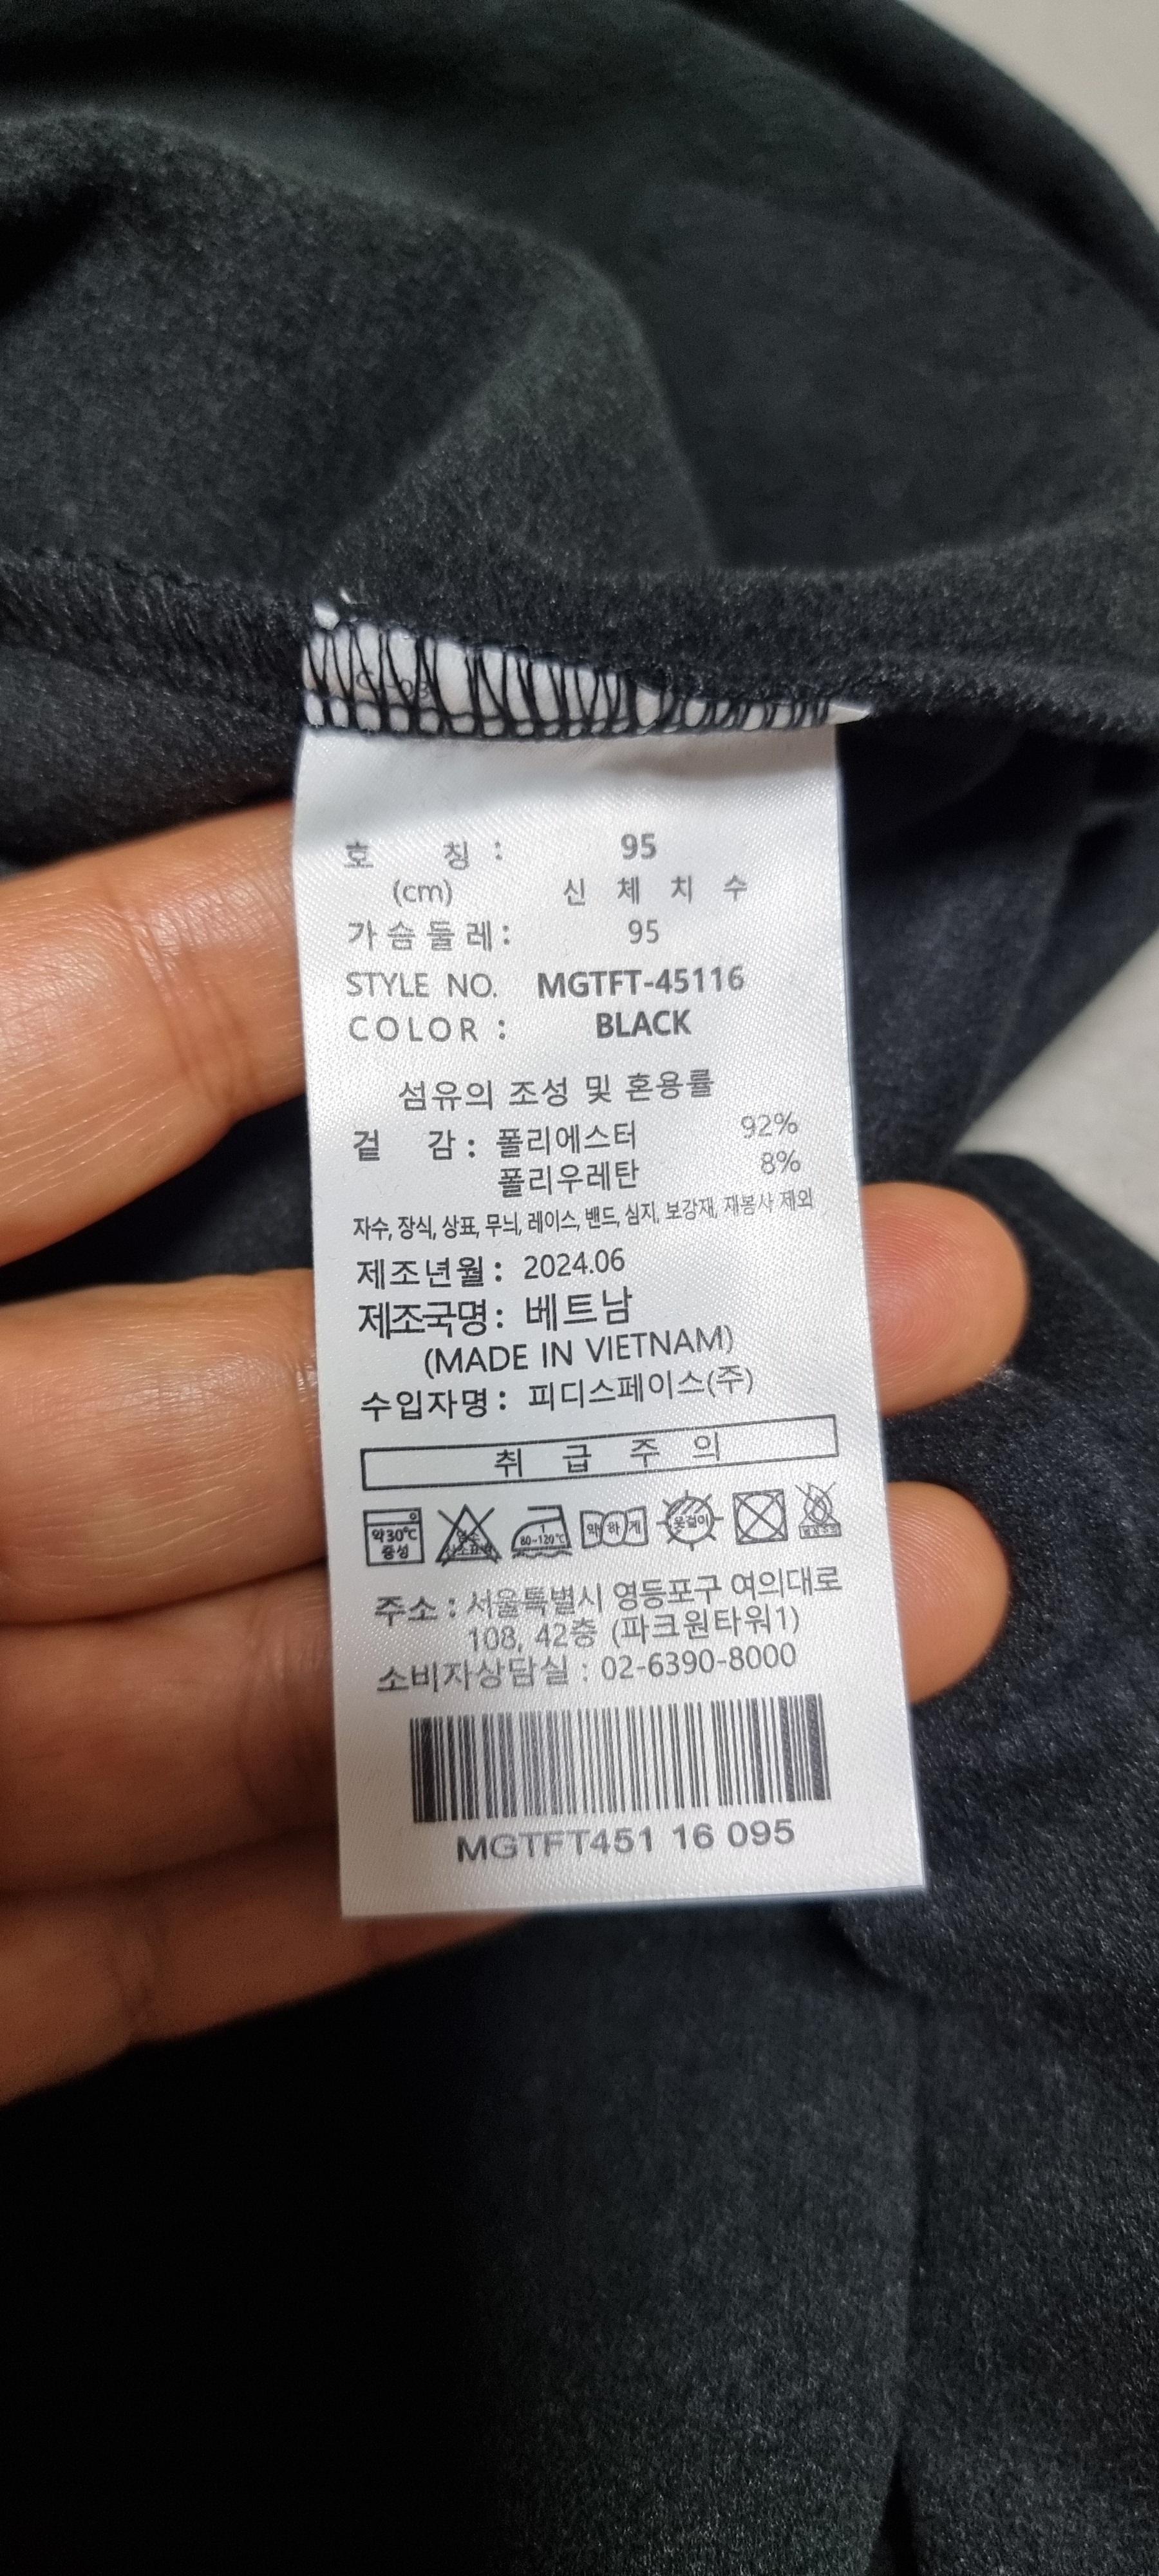 호 칭 : 95
(cm) 신 체 치 수
가슴둘레: 95
STYLE NO. MGTFT-45116
COLOR : BLACK
섬유의 조성 및 혼용률
겉 감 : 폴리에스터 92%
폴리우레탄 8%
자수, 장식, 상표, 무늬, 레이스, 밴드, 심지, 보강재, 재봉사 제외
제조년월 : 2024.06
제조국명 : 베트남
(MADE IN VIETNAM)
수입자명 : 피디스페이스(주)
취 급 주 의
약30℃ 중성
80~120℃
약하게
옷걸이
주소 : 서울특별시 영등포구 여의대로
108, 42층 (파크원타워1)
소비자상담실 : 02-6390-8000
MGTFT451 16 095